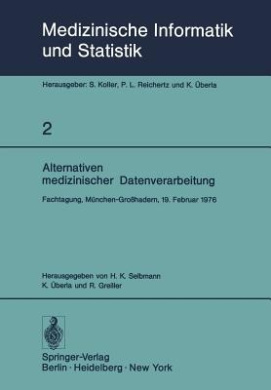 Medizinische Informatik
und Statistik
Herausgeber: S. Koller, P. L. Reichertz und K. Überla
2
Alternativen
medizinischer Datenverarbeitung
Fachtagung, München-Großhadern, 19. Februar 1976
Herausgegeben von H. K. Selbmann
K. Überla und R. Greiller
Springer-Verlag
Berlin · Heidelberg · New York